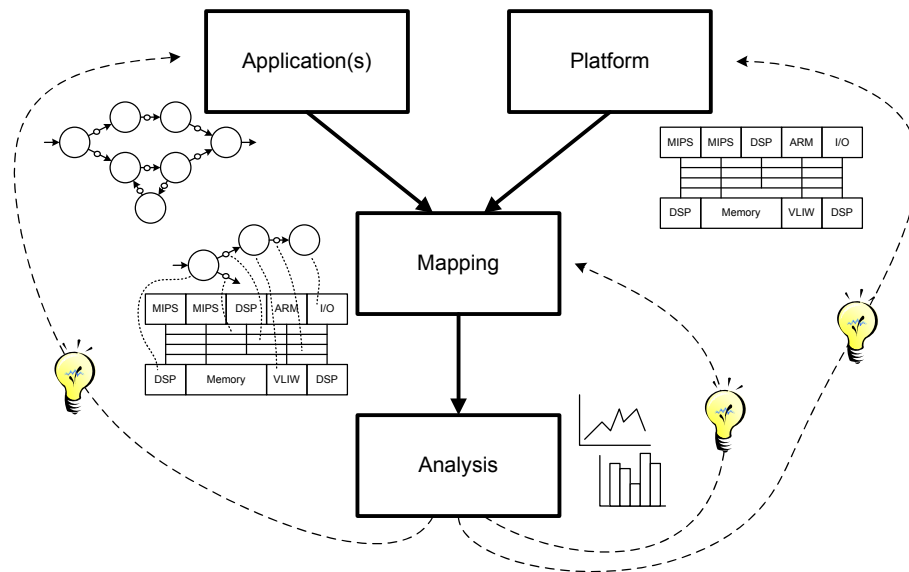 Application(s)
Platform
MIPS MIPS DSP ARM I/O
DSP Memory VLIW DSP
Mapping
MIPS MIPS DSP ARM I/O
DSP Memory VLIW DSP
Analysis